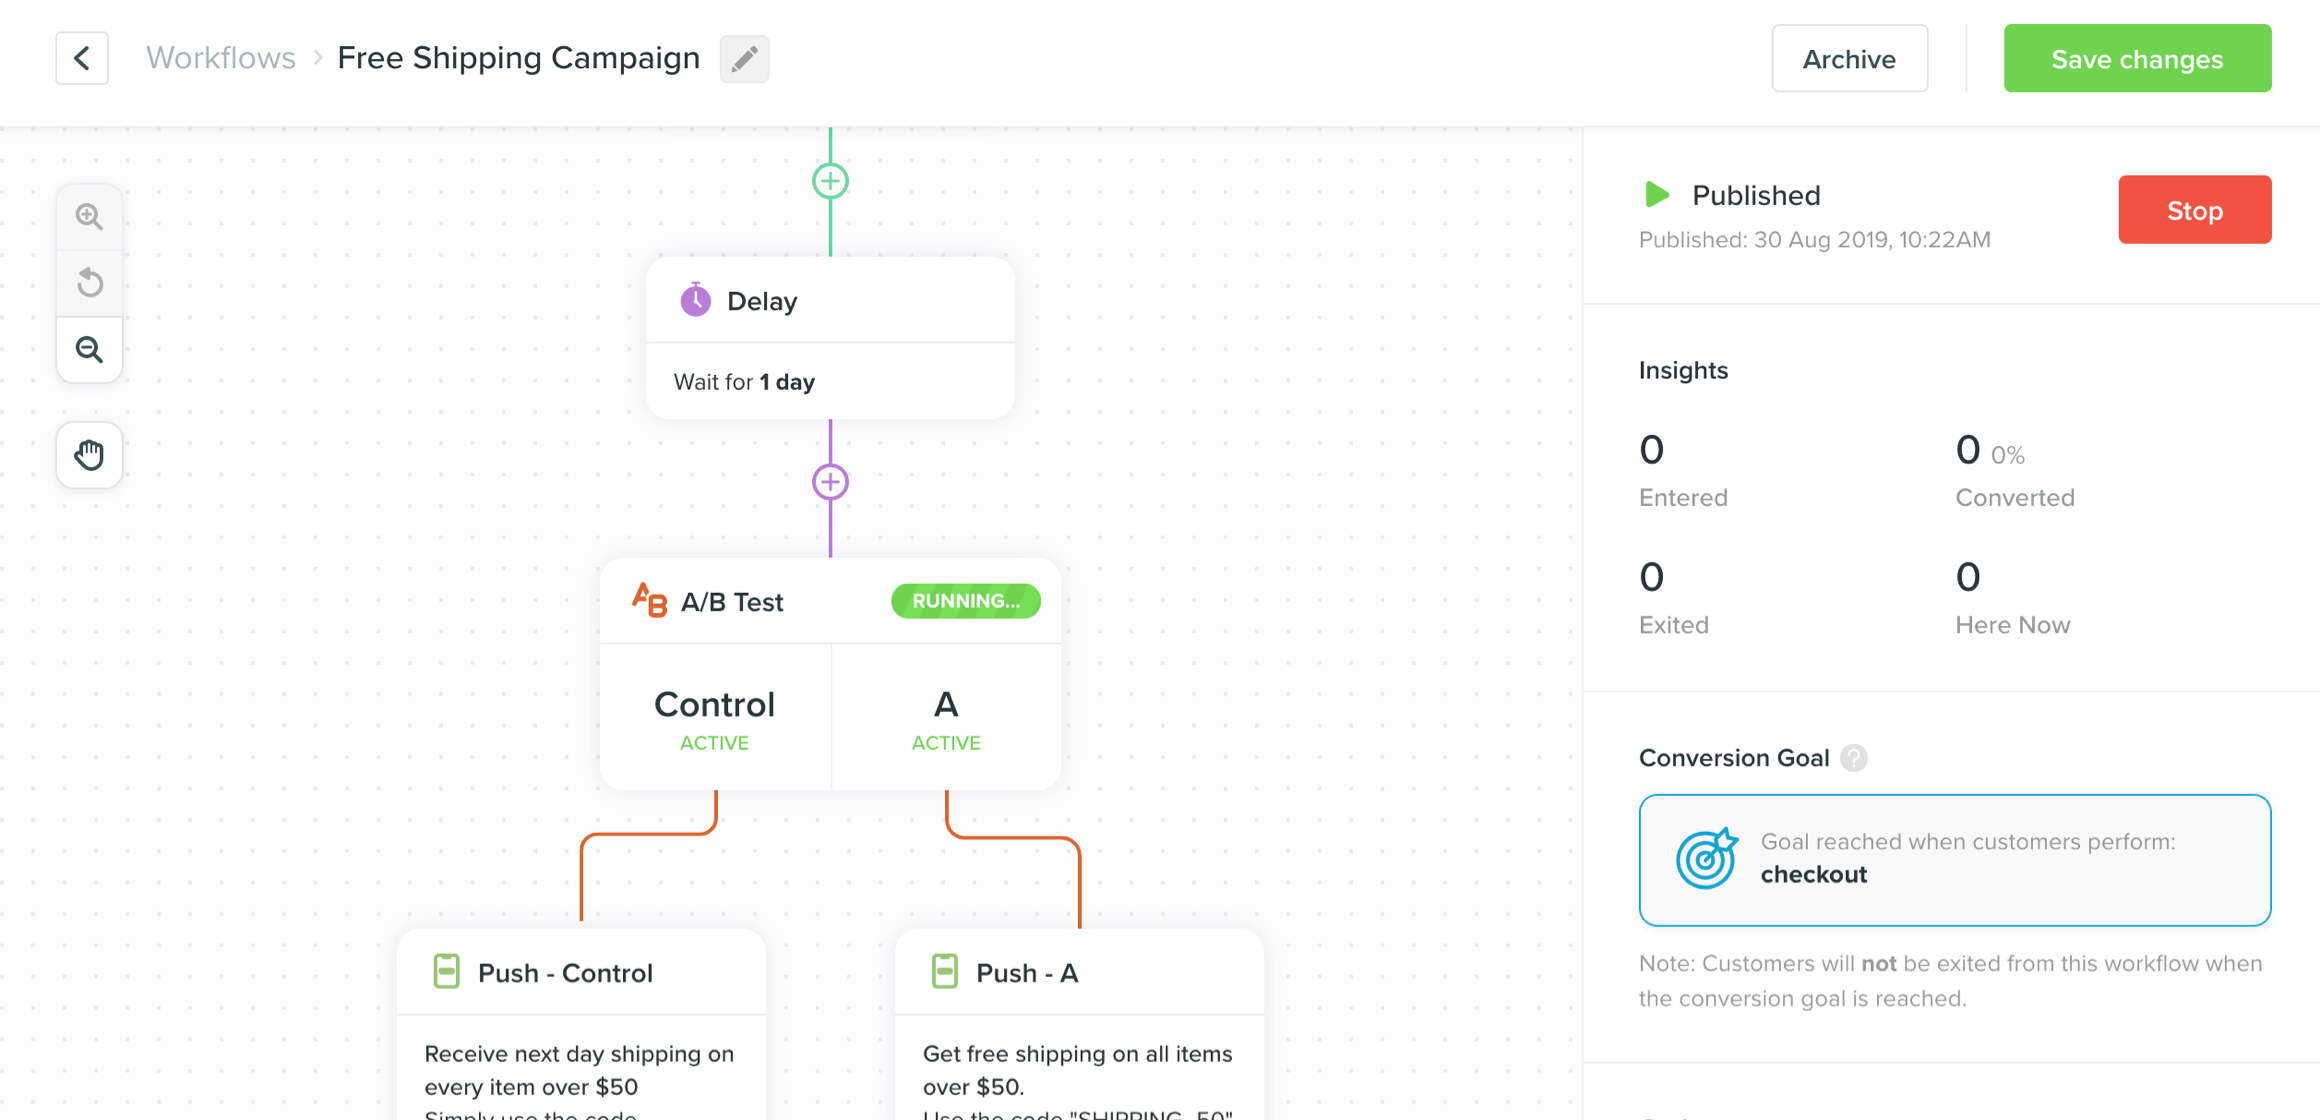 Workflows > Free Shipping Campaign
Archive
Save changes
Published
Published: 30 Aug 2019, 10:22AM
Stop
Delay
Wait for 1 day
Insights
0
Entered
0 0%
Converted
0
Exited
0
Here Now
A/B Test
RUNNING...
Control
ACTIVE
A
ACTIVE
Conversion Goal ?
Goal reached when customers perform:
checkout
Note: Customers will not be exited from this workflow when
the conversion goal is reached.
Push - Control
Receive next day shipping on
every item over $50
Simply use the code
Push - A
Get free shipping on all items
over $50.
Use the code "SHIPPING_50"